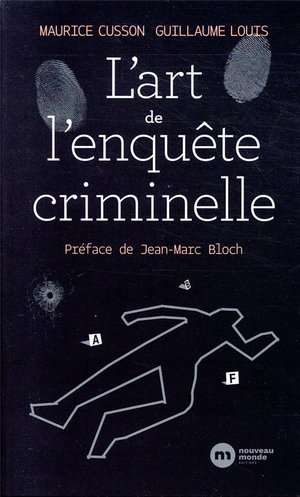 MAURICE CUSSON GUILLAUME LOUIS
L'art
de
l'enquête
criminelle
Préface de Jean-Marc Bloch
B
A
F
m
nouveau
monde
ÉDITIONS